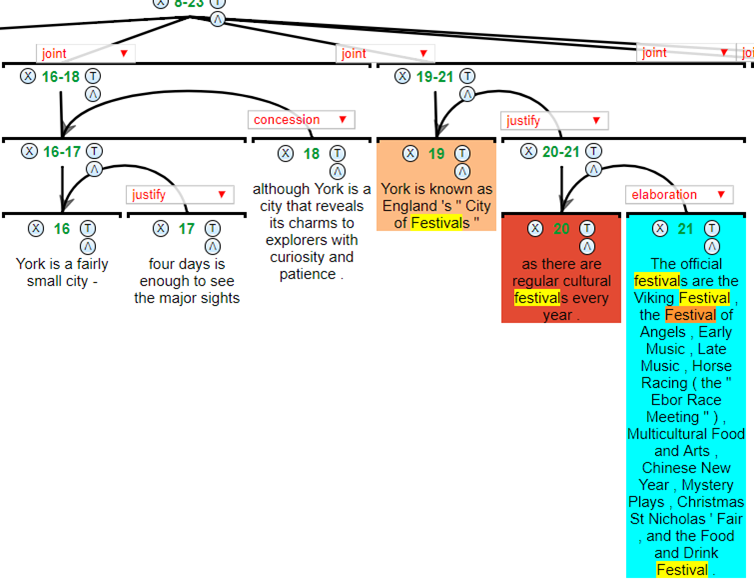 X 8-23 T
Λ
joint ▼
joint ▼
joint ▼
joi
X 16-18 T
Λ
X 19-21 T
Λ
concession ▼
justify ▼
X 16-17 T
Λ
X 18 T
Λ
although York is a
city that reveals
its charms to
explorers with
curiosity and
patience .
X 19 T
Λ
York is known as
England 's " City
of Festivals "
X 20-21 T
Λ
justify ▼
elaboration ▼
X 16 T
Λ
York is a fairly
small city -
X 17 T
Λ
four days is
enough to see
the major sights
X 20 T
Λ
as there are
regular cultural
festivals every
year .
X 21 T
Λ
The official
festivals are the
Viking Festival ,
the Festival of
Angels , Early
Music , Late
Music , Horse
Racing ( the "
Ebor Race
Meeting " ) ,
Multicultural Food
and Arts ,
Chinese New
Year , Mystery
Plays , Christmas
St Nicholas ' Fair
, and the Food
and Drink
Festival .